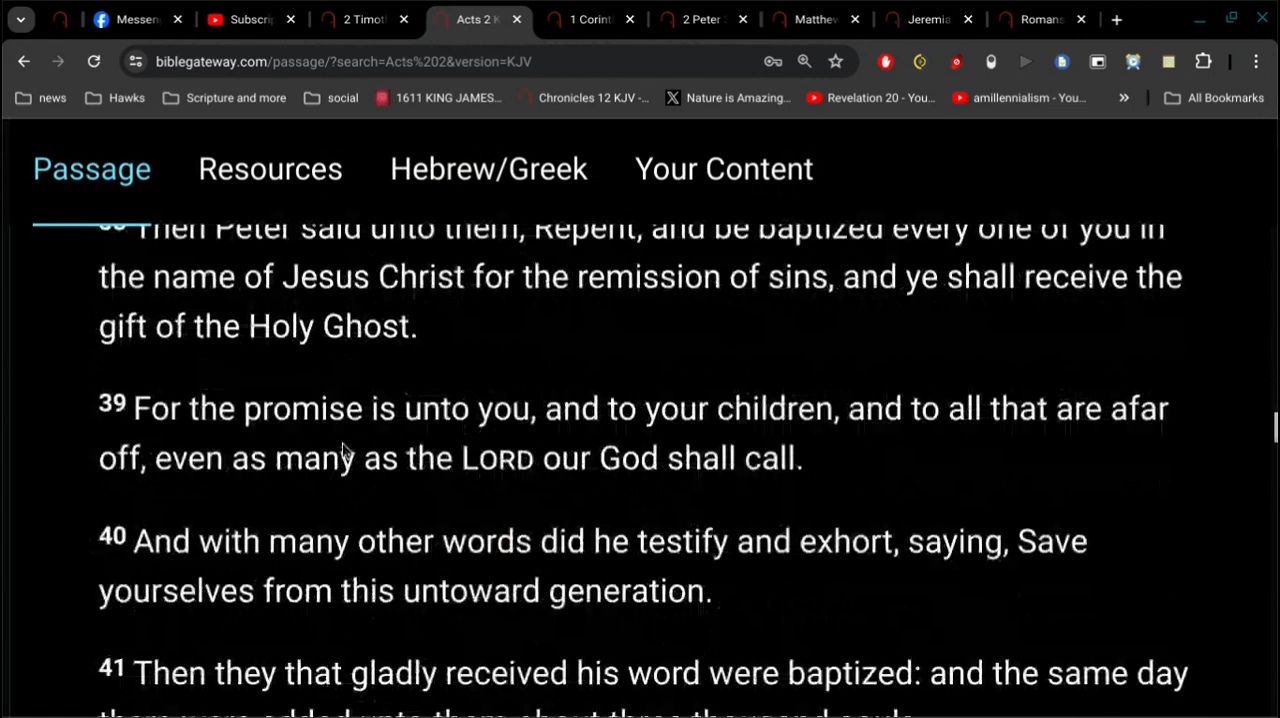 Messen
Subscri
2 Timot
Acts 2 K
1 Corint
2 Peter
Matthew
Jeremia
Romans
biblegateway.com/passage/?search=Acts%202&version=KJV
news
Hawks
Scripture and more
social
1611 KING JAMES...
Chronicles 12 KJV -...
Nature is Amazing...
Revelation 20 - You...
amillennialism - You...
»
All Bookmarks
Passage Resources Hebrew/Greek Your Content
Then Peter said unto them, Repent, and be baptized every one of you in
the name of Jesus Christ for the remission of sins, and ye shall receive the
gift of the Holy Ghost.
39 For the promise is unto you, and to your children, and to all that are afar
off, even as many as the LORD our God shall call.
40 And with many other words did he testify and exhort, saying, Save
yourselves from this untoward generation.
41 Then they that gladly received his word were baptized: and the same day